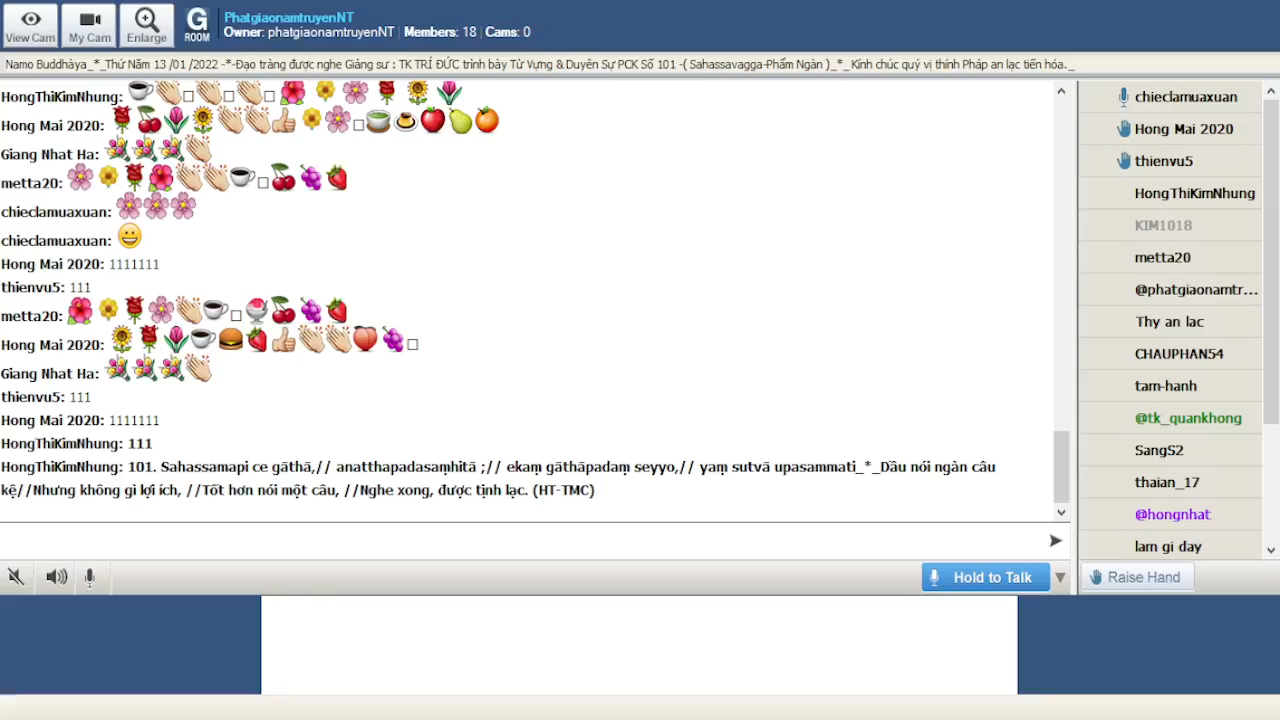 View Cam
My Cam
Enlarge
G
ROOM
PhatgiaonamtruyenNT
Owner: phatgiaonamtruyenNT | Members: 18 | Cams: 0
Namo Buddhàya_*_Thứ Năm 13 /01 /2022 -*-Đạo tràng được nghe Giảng sư : TK TRÍ ĐỨC trình bày Từ Vựng & Duyên Sự PCK Số 101 -( Sahassavagga-Phẩm Ngàn )_*_ Kính chúc quý vị thính Pháp an lạc tiến hóa._
HongThiKimNhung:
Hong Mai 2020:
Giang Nhat Ha:
metta20:
chieclamuaxuan:
chieclamuaxuan:
Hong Mai 2020: 1111111
thienvu5: 111
metta20:
Hong Mai 2020:
Giang Nhat Ha:
thienvu5: 111
Hong Mai 2020: 1111111
HongThiKimNhung: 111
HongThiKimNhung: 101. Sahassamapi ce gāthā,// anatthapadasaṃhitā ;// ekaṃ gāthāpadaṃ seyyo,// yaṃ sutvā upasammati_*_Dầu nói ngàn câu
kệ//Nhưng không gì lợi ích, //Tốt hơn nói một câu, //Nghe xong, được tịnh lạc. (HT-TMC)
chieclamuaxuan
Hong Mai 2020
thienvu5
HongThiKimNhung
KIM1018
metta20
@phatgiaonamtr...
Thy an lac
CHAUPHAN54
tam-hanh
@tk_quankhong
SangS2
thaian_17
@hongnhat
lam gi day
Hold to Talk
Raise Hand